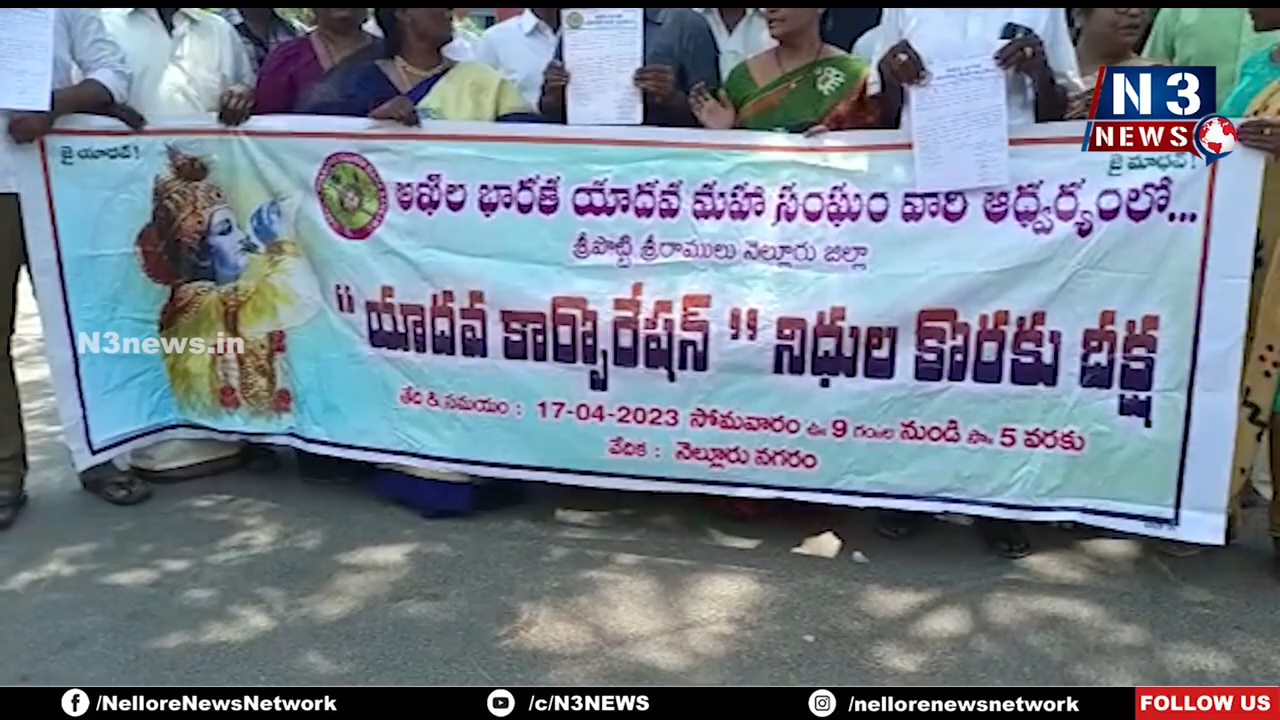 N3
NEWS
జై యాదవ్ !
జై మాధవ్ !
అఖిల భారత యాదవ మహా సంఘం వారి ఆధ్వర్యంలో...
శ్రీపొట్టి శ్రీరాములు నెల్లూరు జిల్లా
" యాదవ కార్పొరేషన్ " నిధుల కొరకు దీక్ష
N3news.in
తేది & సమయం : 17-04-2023 సోమవారం ఉ॥ 9 గంటల నుండి సా॥ 5 వరకు
వేదిక : నెల్లూరు నగరం
/NelloreNewsNetwork
/c/N3NEWS
/nellorenewsnetwork
FOLLOW US